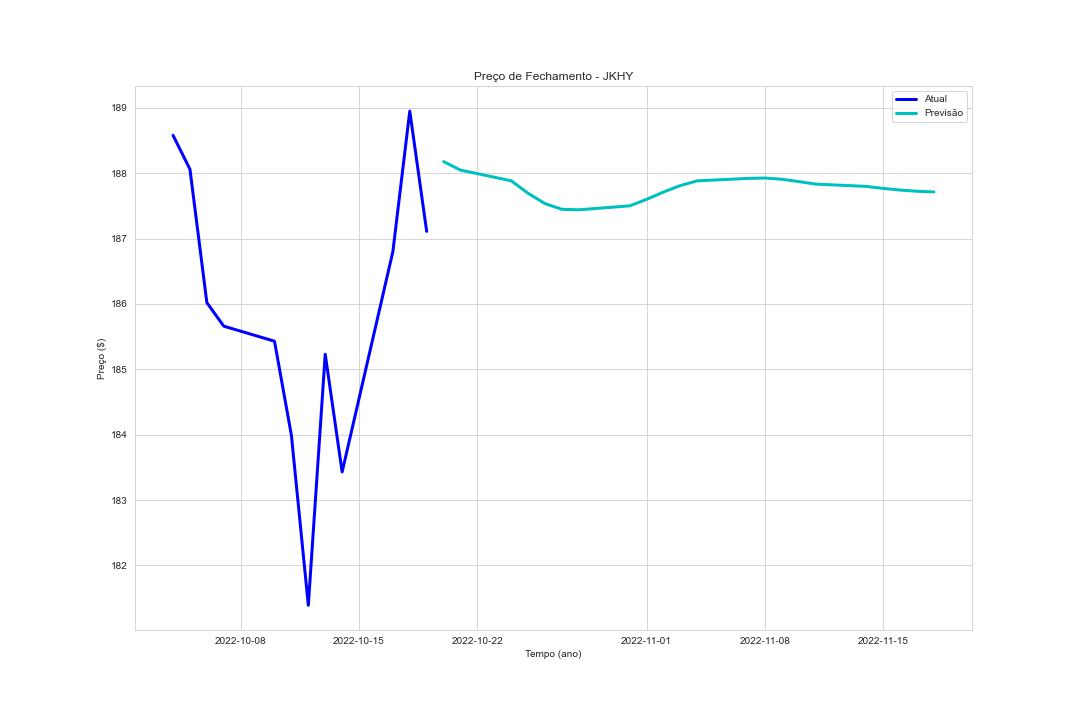 Preço de Fechamento - JKHY
Atual
Previsão
189
188
187
186
185
184
183
182
Preço ($)
2022-10-08 2022-10-15 2022-10-22 2022-11-01 2022-11-08 2022-11-15
Tempo (ano)